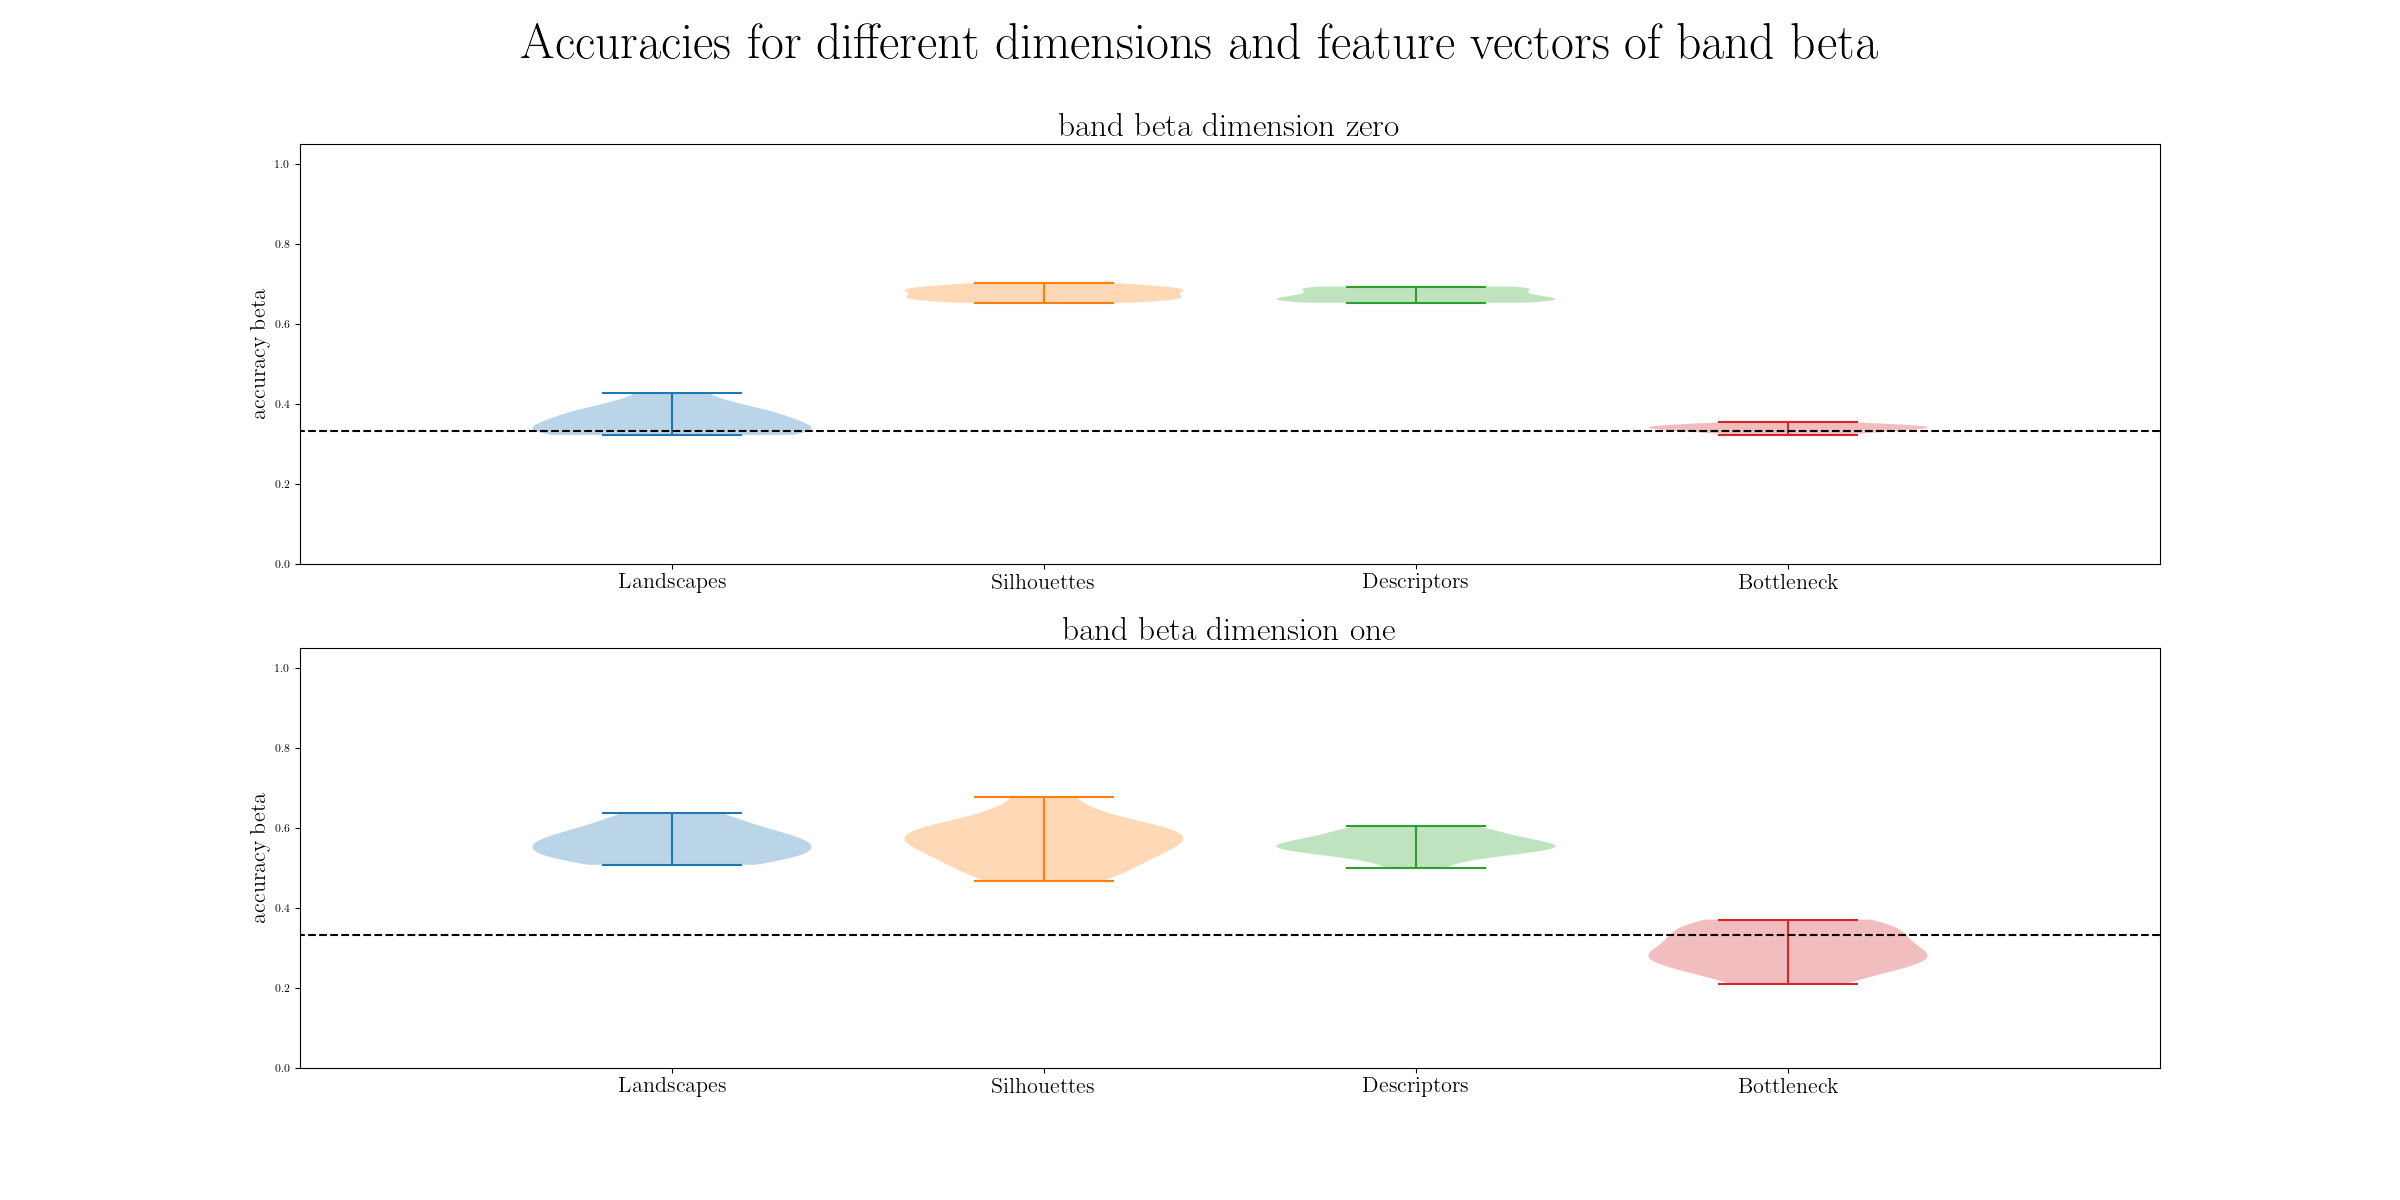 Accuracies for different dimensions and feature vectors of band beta
band beta dimension zero
1.0
0.8
0.6
0.4
0.2
0.0
accuracy beta
Landscapes Silhouettes Descriptors Bottleneck
band beta dimension one
1.0
0.8
0.6
0.4
0.2
0.0
accuracy beta
Landscapes Silhouettes Descriptors Bottleneck